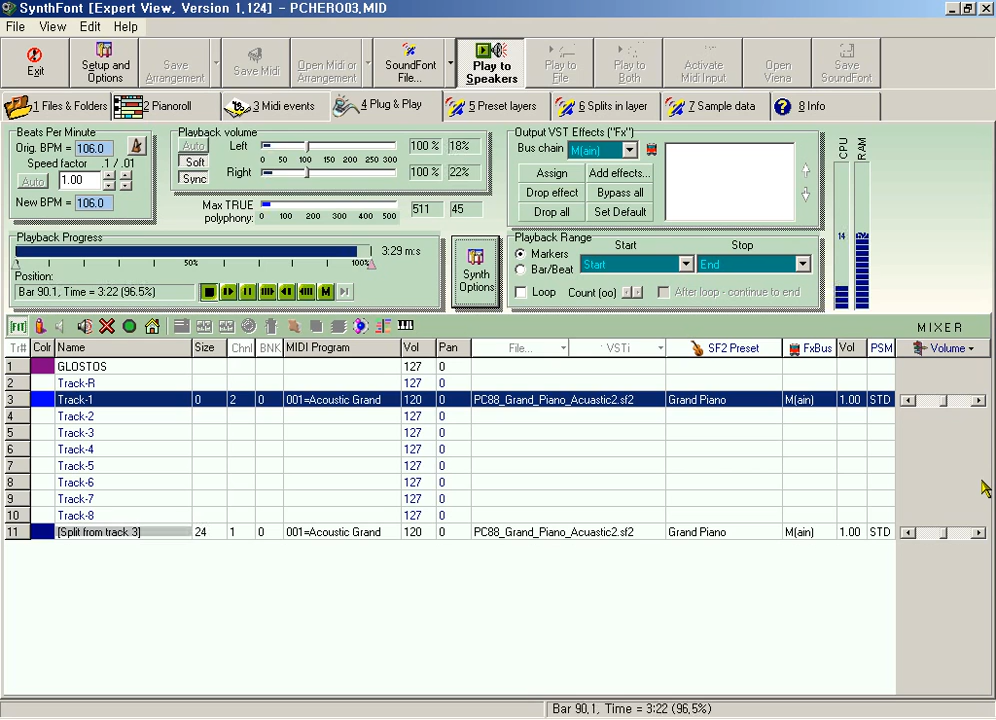 SynthFont [Expert View, Version 1.124] - PCHERO03.MID
File View Edit Help
Exit
Setup and Options
Save Arrangement
Save Midi
Open Midi or Arrangement
SoundFont File...
Play to Speakers
Play to File
Play to Both
Activate Midi Input
Open Viena
Save SoundFont
1 Files & Folders
2 Pianoroll
3 Midi events
4 Plug & Play
5 Preset layers
6 Splits in layer
7 Sample data
8 Info
Beats Per Minute
Orig. BPM = 106.0
Speed factor .1 / .01
Auto 1.00
New BPM = 106.0
Playback volume
Auto Left 100 % 18%
Soft 0 50 100 150 200 250 300
Sync Right 100 % 22%
Max TRUE polyphony: 511 45
0 100 200 300 400 500
Output VST Effects ("Fx")
Bus chain M(ain)
Assign Add effects...
Drop effect Bypass all
Drop all Set Default
CPU RAM
14
Playback Progress
3:29 m:s
50% 100%
Position:
Bar 90.1, Time = 3:22 (96.5%)
M
Synth Options
Playback Range
Start Stop
Markers Start End
Bar/Beat
Loop Count (oo) After loop - continue to end
[FIT] MIXER
Tr# Colr Name Size Chnl BNK MIDI Program Vol Pan File... VSTi SF2 Preset FxBus Vol PSM Volume
1 GLOSTOS 127 0
2 Track-R 127 0
3 Track-1 0 2 0 001=Acoustic Grand 120 0 PC88_Grand_Piano_Acuastic2.sf2 Grand Piano M(ain) 1.00 STD
4 Track-2 127 0
5 Track-3 127 0
6 Track-4 127 0
7 Track-5 127 0
8 Track-6 127 0
9 Track-7 127 0
10 Track-8 127 0
11 [Split from track 3] 24 1 0 001=Acoustic Grand 120 0 PC88_Grand_Piano_Acuastic2.sf2 Grand Piano M(ain) 1.00 STD
Bar 90.1, Time = 3:22 (96.5%)